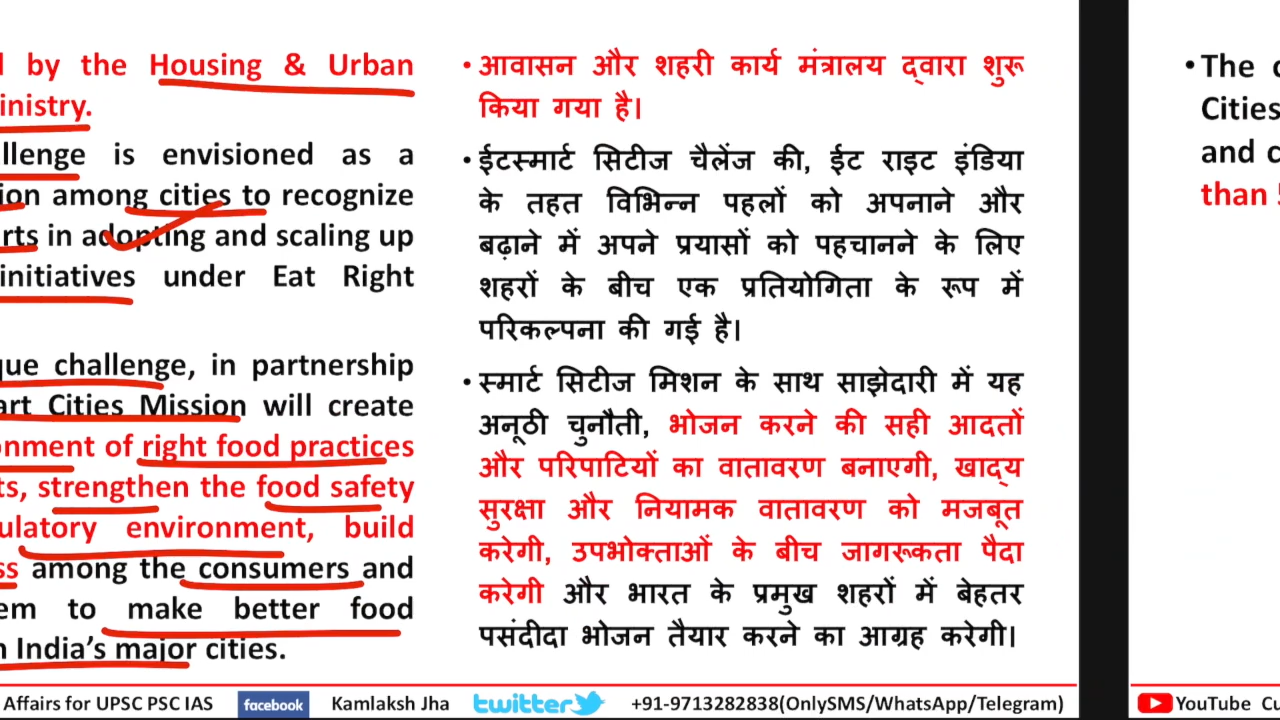 by the Housing & Urban
inistry.
llenge is envisioned as a
ion among cities to recognize
rts in adopting and scaling up
initiatives under Eat Right
que challenge, in partnership
art Cities Mission will create
onment of right food practices
ts, strengthen the food safety
ulatory environment, build
ss among the consumers and
em to make better food
n India's major cities.
• आवासन और शहरी कार्य मंत्रालय द्वारा शुरू
किया गया है।
• ईटस्मार्ट सिटीज चैलेंज की, ईट राइट इंडिया
के तहत विभिन्न पहलों को अपनाने और
बढ़ाने में अपने प्रयासों को पहचानने के लिए
शहरों के बीच एक प्रतियोगिता के रूप में
परिकल्पना की गई है।
• स्मार्ट सिटीज मिशन के साथ साझेदारी में यह
अनूठी चुनौती, भोजन करने की सही आदतों
और परिपाटियों का वातावरण बनाएगी, खाद्य
सुरक्षा और नियामक वातावरण को मजबूत
करेगी, उपभोक्ताओं के बीच जागरूकता पैदा
करेगी और भारत के प्रमुख शहरों में बेहतर
पसंदीदा भोजन तैयार करने का आग्रह करेगी।
• The c
Cities
and c
than
Affairs for UPSC PSC IAS facebook Kamlaksh Jha twitter +91-9713282838(OnlySMS/WhatsApp/Telegram)
YouTube Cu